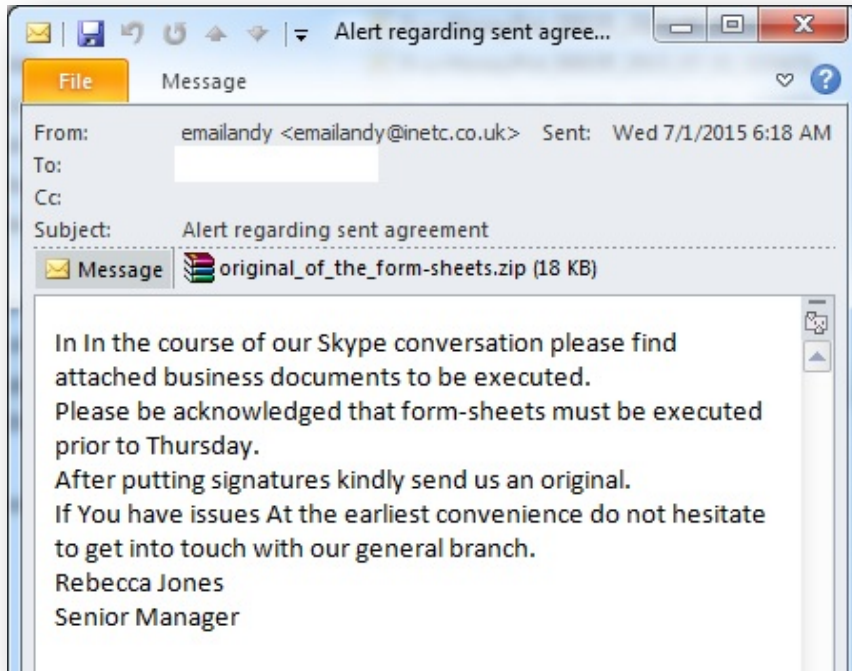 Alert regarding sent agree...
File Message
From: emailandy <emailandy@inetc.co.uk> Sent: Wed 7/1/2015 6:18 AM
To:
Cc:
Subject: Alert regarding sent agreement
Message original_of_the_form-sheets.zip (18 KB)
In In the course of our Skype conversation please find
attached business documents to be executed.
Please be acknowledged that form-sheets must be executed
prior to Thursday.
After putting signatures kindly send us an original.
If You have issues At the earliest convenience do not hesitate
to get into touch with our general branch.
Rebecca Jones
Senior Manager